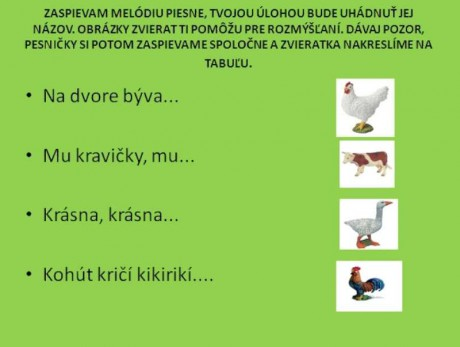 ZASPIEVAM MELÓDIU PIESNE, TVOJOU ÚLOHOU BUDE UHÁDNUŤ JEJ
NÁZOV. OBRÁZKY ZVIERAT TI POMÔŽU PRE ROZMÝŠĽANÍ. DÁVAJ POZOR,
PESNIČKY SI POTOM ZASPIEVAME SPOLOČNE A ZVIERATKA NAKRESLÍME NA
TABUĽU.
• Na dvore býva...
• Mu kravičky, mu...
• Krásna, krásna...
• Kohút kričí kikirikí....